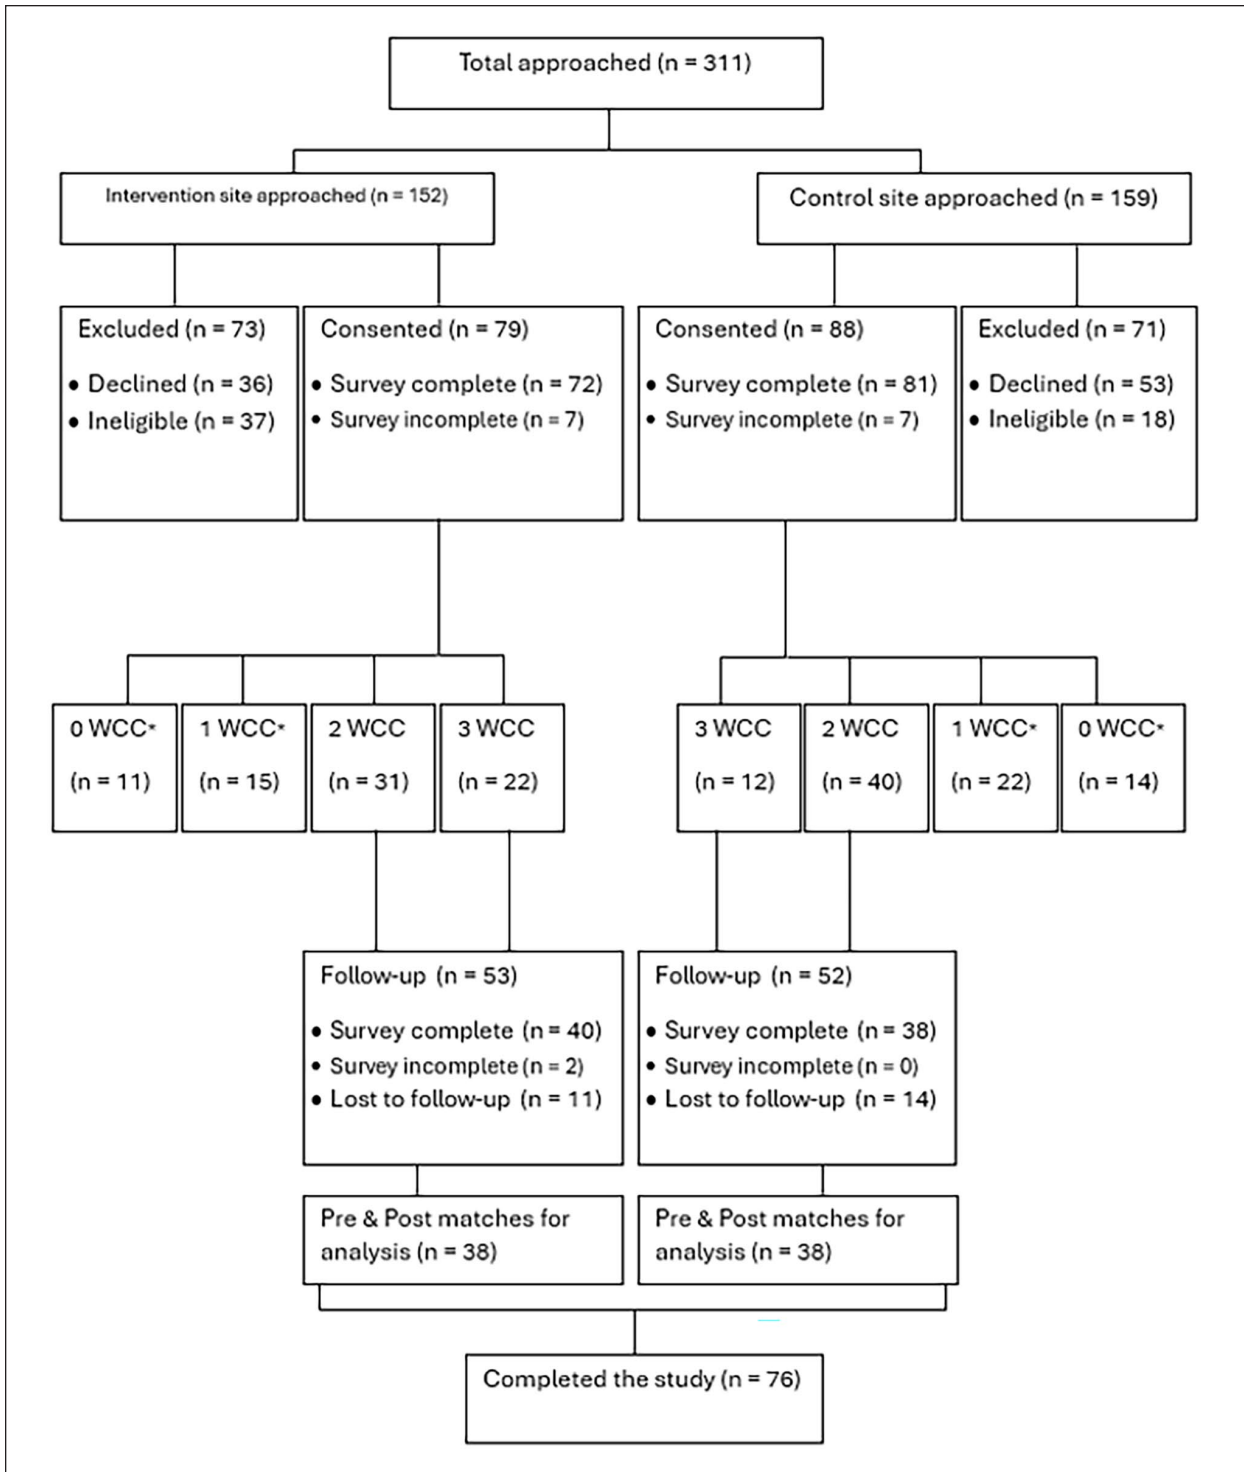 Total approached (n = 311)
Intervention site approached (n = 152)
Control site approached (n = 159)
Excluded (n = 73)
• Declined (n = 36)
• Ineligible (n = 37)
Consented (n = 79)
• Survey complete (n = 72)
• Survey incomplete (n = 7)
Consented (n = 88)
• Survey complete (n = 81)
• Survey incomplete (n = 7)
Excluded (n = 71)
• Declined (n = 53)
• Ineligible (n = 18)
0 WCC*
(n = 11)
1 WCC*
(n = 15)
2 WCC
(n = 31)
3 WCC
(n = 22)
3 WCC
(n = 12)
2 WCC
(n = 40)
1 WCC*
(n = 22)
0 WCC*
(n = 14)
Follow-up (n = 53)
• Survey complete (n = 40)
• Survey incomplete (n = 2)
• Lost to follow-up (n = 11)
Follow-up (n = 52)
• Survey complete (n = 38)
• Survey incomplete (n = 0)
• Lost to follow-up (n = 14)
Pre & Post matches for
analysis (n = 38)
Pre & Post matches for
analysis (n = 38)
Completed the study (n = 76)